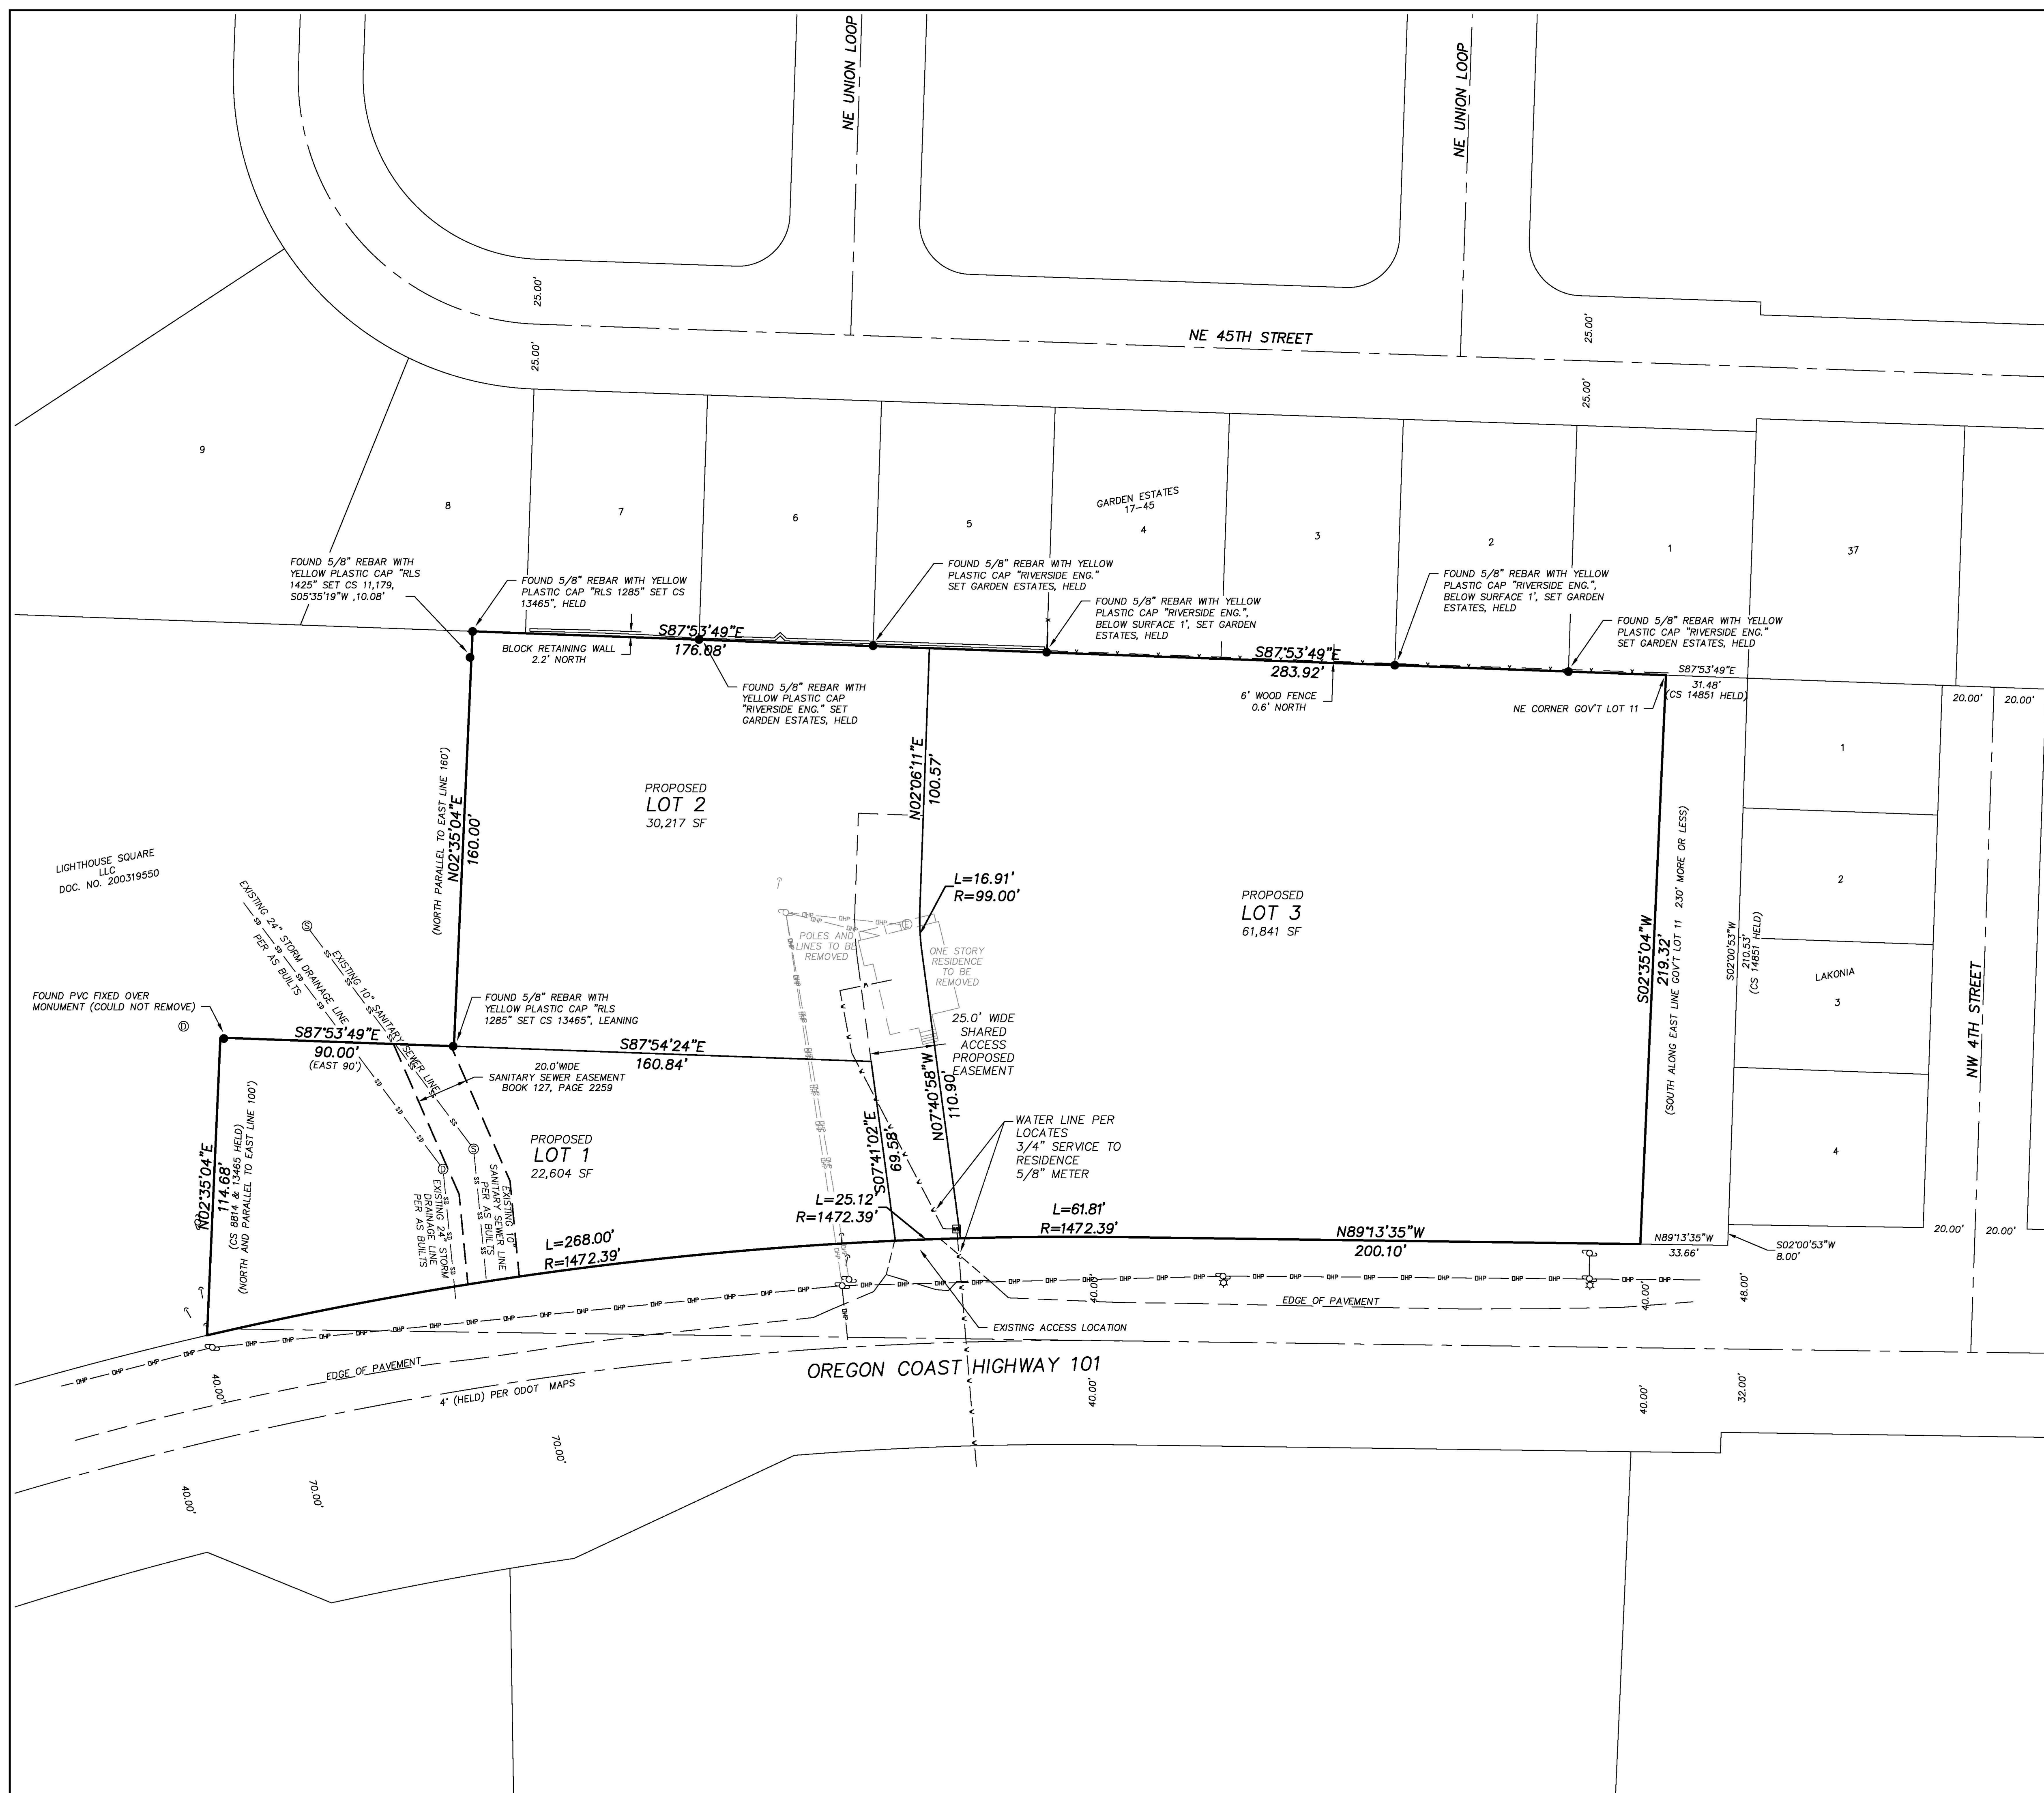 NE UNION LOOP
NE UNION LOOP
25.00'
25.00'
NE 45TH STREET
25.00'
25.00'
9
8
7
6
5
GARDEN ESTATES
17-45
4
3
2
1
37
FOUND 5/8" REBAR WITH
YELLOW PLASTIC CAP "RLS
1425" SET CS 11,179,
S05°35'19"W ,10.08'
FOUND 5/8" REBAR WITH YELLOW
PLASTIC CAP "RLS 1285" SET CS
13465", HELD
FOUND 5/8" REBAR WITH YELLOW
PLASTIC CAP "RIVERSIDE ENG."
SET GARDEN ESTATES, HELD
FOUND 5/8" REBAR WITH YELLOW
PLASTIC CAP "RIVERSIDE ENG.",
BELOW SURFACE 1', SET GARDEN
ESTATES, HELD
FOUND 5/8" REBAR WITH YELLOW
PLASTIC CAP "RIVERSIDE ENG.",
BELOW SURFACE 1', SET GARDEN
ESTATES, HELD
FOUND 5/8" REBAR WITH YELLOW
PLASTIC CAP "RIVERSIDE ENG."
SET GARDEN ESTATES, HELD
S87°53'49"E
176.08'
BLOCK RETAINING WALL
2.2' NORTH
S87°53'49"E
283.92'
6' WOOD FENCE
0.6' NORTH
S87°53'49"E
31.48'
(CS 14851 HELD)
NE CORNER GOV'T LOT 11
20.00'
20.00'
FOUND 5/8" REBAR WITH
YELLOW PLASTIC CAP
"RIVERSIDE ENG." SET
GARDEN ESTATES, HELD
(NORTH PARALLEL TO EAST LINE 160')
N02°35'04"E
160.00'
PROPOSED
LOT 2
30,217 SF
N02°06'11"E
100.57'
L=16.91'
R=99.00'
PROPOSED
LOT 3
61,841 SF
S02°35'04"W
219.32'
(SOUTH ALONG EAST LINE GOV'T LOT 11  230' MORE OR LESS)
S02°00'53"W
210.53'
(CS 14851 HELD)
1
2
LAKONIA
3
4
NW 4TH STREET
LIGHTHOUSE SQUARE
LLC
DOC. NO. 200319550
EXISTING 24" STORM DRAINAGE LINE
PER AS BUILTS
EXISTING 10" SANITARY SEWER LINE
S
SD
SS
D
OHP
POLES AND
LINES TO BE
REMOVED
ONE STORY
RESIDENCE
TO BE
REMOVED
FOUND PVC FIXED OVER
MONUMENT (COULD NOT REMOVE)
FOUND 5/8" REBAR WITH
YELLOW PLASTIC CAP "RLS
1285" SET CS 13465", LEANING
S87°53'49"E
90.00'
(EAST 90')
20.0'WIDE
SANITARY SEWER EASEMENT
BOOK 127, PAGE 2259
S87°54'24"E
160.84'
25.0' WIDE
SHARED
ACCESS
PROPOSED
EASEMENT
N07°40'58"W
110.90'
S07°41'02"E
69.58'
WATER LINE PER
LOCATES
3/4" SERVICE TO
RESIDENCE
5/8" METER
N02°35'04"E
114.68'
(CS 8814 & 13465 HELD)
(NORTH AND PARALLEL TO EAST LINE 100')
PROPOSED
LOT 1
22,604 SF
EXISTING 24" STORM
DRAINAGE LINE
PER AS BUILTS
EXISTING 10"
SANITARY SEWER LINE
PER AS BUILTS
L=268.00'
R=1472.39'
L=25.12'
R=1472.39'
L=61.81'
R=1472.39'
N89°13'35"W
200.10'
N89°13'35"W
33.66'
S02°00'53"W
8.00'
20.00'
20.00'
40.00'
40.00'
48.00'
EDGE OF PAVEMENT
EXISTING ACCESS LOCATION
EDGE OF PAVEMENT
OREGON COAST HIGHWAY 101
4° (HELD) PER ODOT  MAPS
40.00'
40.00'
40.00'
32.00'
70.00'
70.00'
40.00'